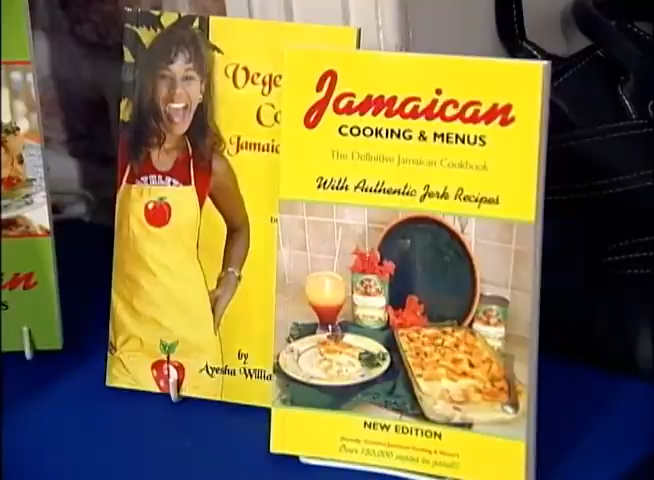 Vege
Co
Jamaic
by
Ayesha Willia
Jamaican
COOKING & MENUS
The Definitive Jamaican Cookbook
With Authentic Jerk Recipes
NEW EDITION
Over 150,000 copies in print!
an